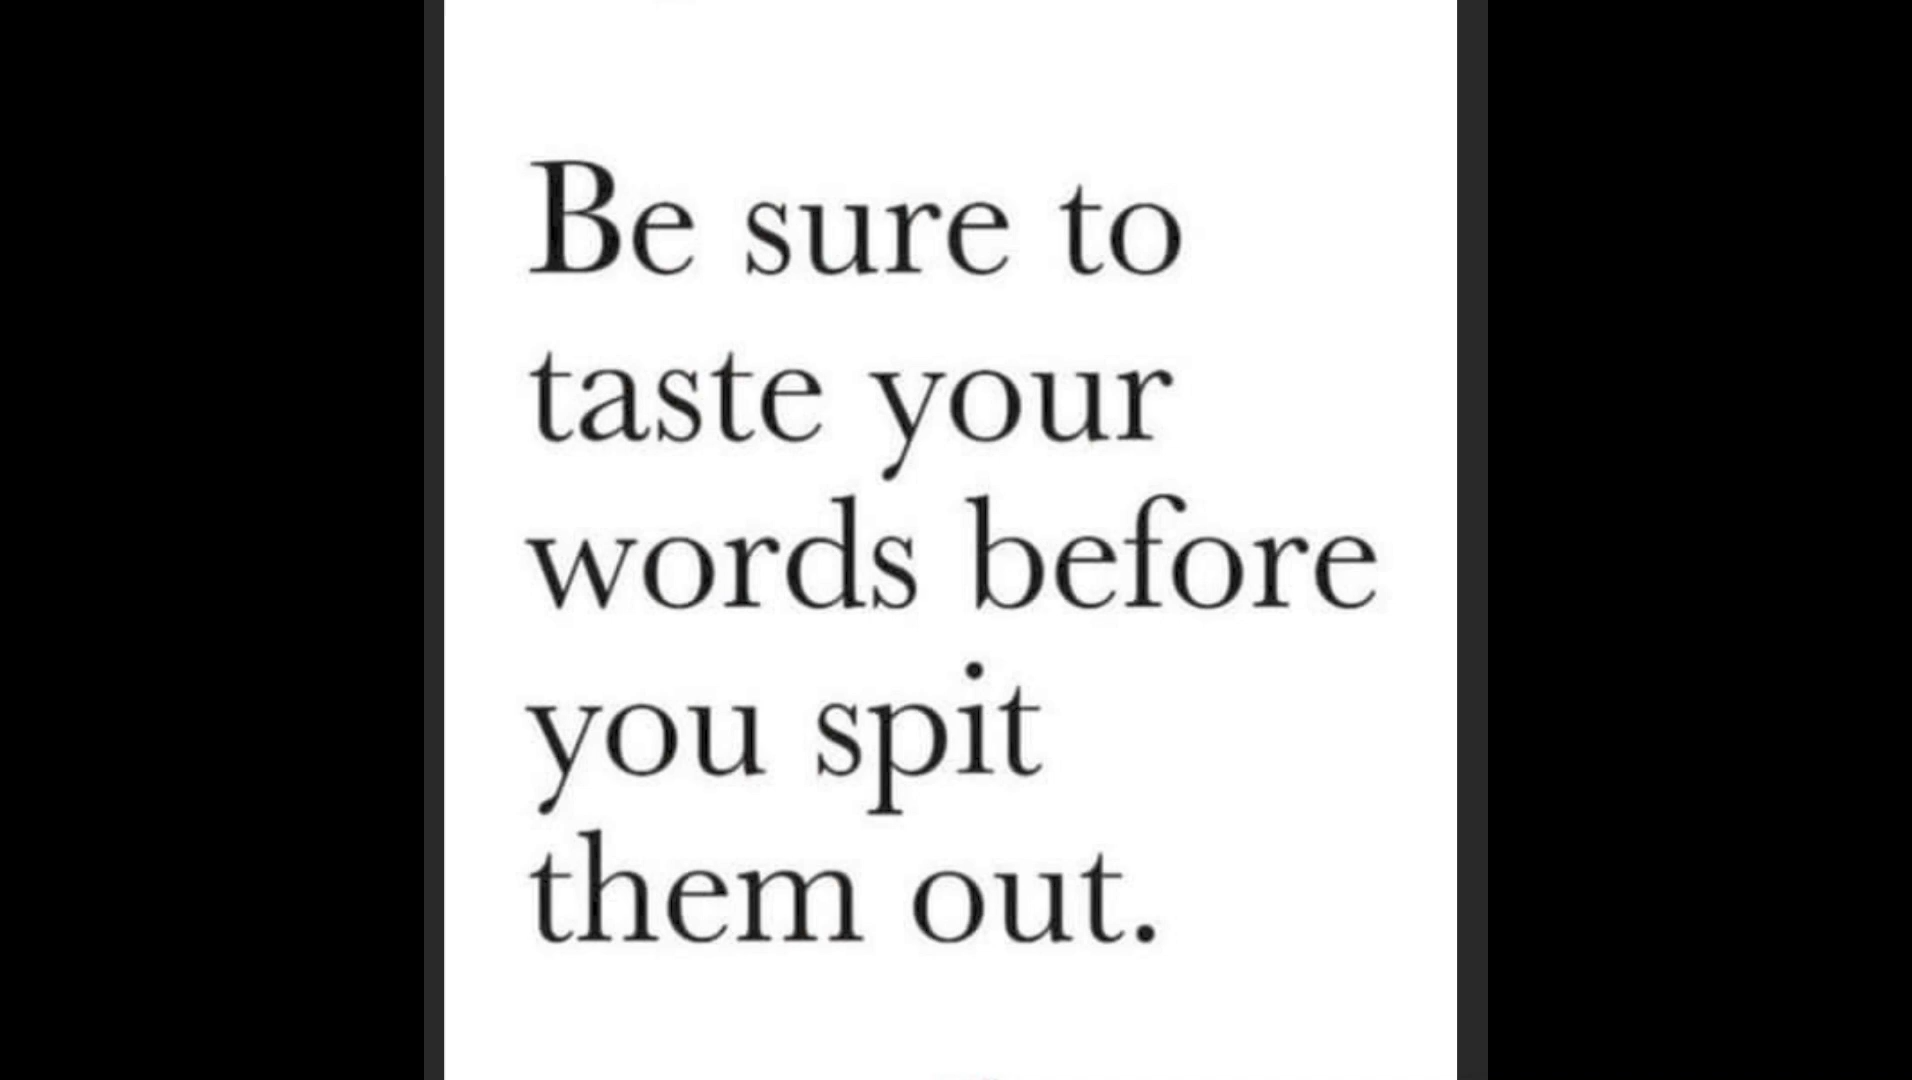 Be sure to
taste your
words before
you spit
them out.